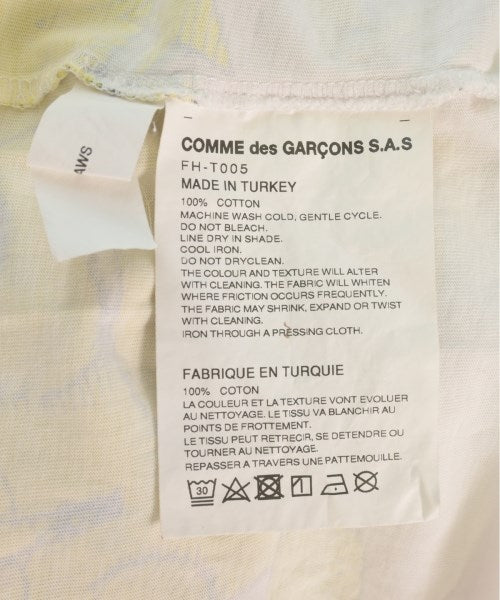 SMA
COMME des GARÇONS S.A.S
FH-T005
MADE IN TURKEY
100% COTTON
MACHINE WASH COLD, GENTLE CYCLE.
DO NOT BLEACH.
LINE DRY IN SHADE.
COOL IRON.
DO NOT DRYCLEAN.
THE COLOUR AND TEXTURE WILL ALTER
WITH CLEANING. THE FABRIC WILL WHITEN
WHERE FRICTION OCCURS FREQUENTLY.
THE FABRIC MAY SHRINK, EXPAND OR TWIST
WITH CLEANING.
IRON THROUGH A PRESSING CLOTH.
FABRIQUE EN TURQUIE
100% COTON
LA COULEUR ET LA TEXTURE VONT EVOLUER
AU NETTOYAGE. LE TISSU VA BLANCHIR AU
POINTS DE FROTTEMENT.
LE TISSU PEUT RETRECIR, SE DETENDRE OU
TOURNER AU NETTOYAGE.
REPASSER A TRAVERS UNE PATTEMOUILLE.
30